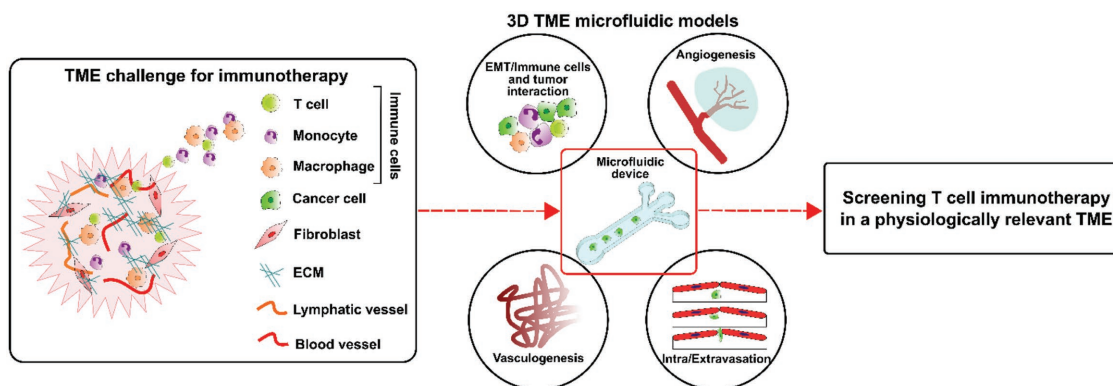 3D TME microfluidic models
TME challenge for immunotherapy
T cell
Monocyte
Macrophage
Immune cells
Cancer cell
Fibroblast
ECM
Lymphatic vessel
Blood vessel
EMT/Immune cells
and tumor
interaction
Angiogenesis
Microfluidic
device
Vasculogenesis
Intra/Extravasation
Screening T cell immunotherapy
in a physiologically relevant TME